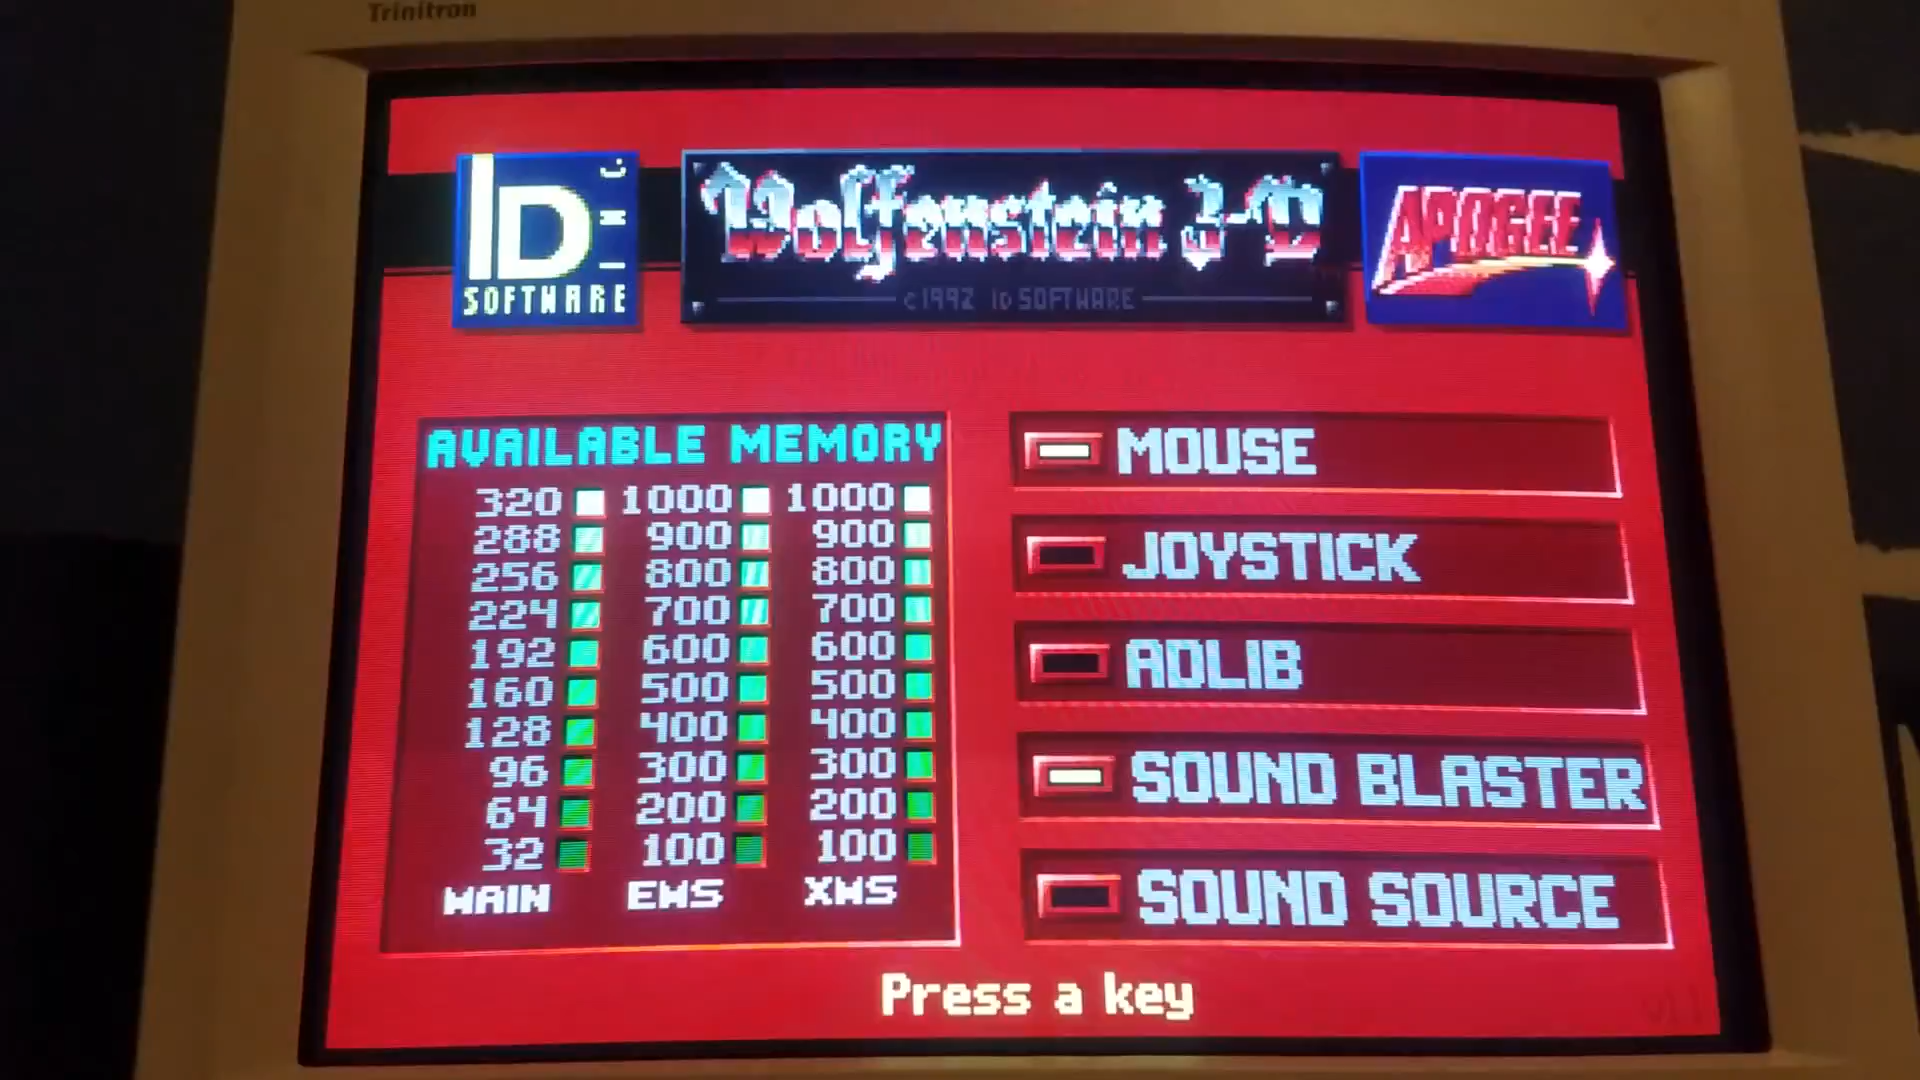 Trinitron
ID INC.
SOFTWARE
Wolfenstein 3-D
c1992 ID SOFTWARE
APOGEE
AVAILABLE MEMORY
320 1000 1000
288 900 900
256 800 800
224 700 700
192 600 600
160 500 500
128 400 400
96 300 300
64 200 200
32 100 100
MAIN EMS XMS
MOUSE
JOYSTICK
ADLIB
SOUND BLASTER
SOUND SOURCE
Press a key